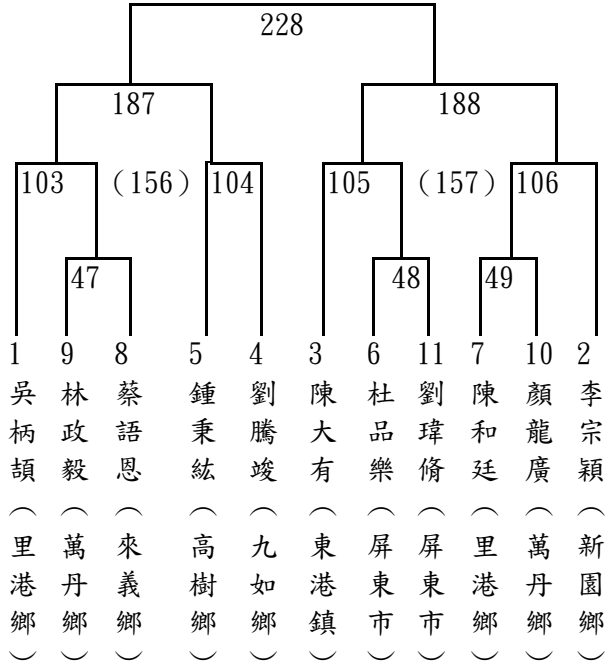 228
187
188
103
(156)
104
105
(157)
106
47
48
49
1
9
8
5
4
3
6
11
7
10
2
吳柄頡(里港鄉)
林政毅(萬丹鄉)
蔡語恩(來義鄉)
鍾秉紘(高樹鄉)
劉騰竣(九如鄉)
陳大有(東港鎮)
杜品樂(屏東市)
劉瑋脩(屏東市)
陳和廷(里港鄉)
顏龍廣(萬丹鄉)
李宗穎(新園鄉)